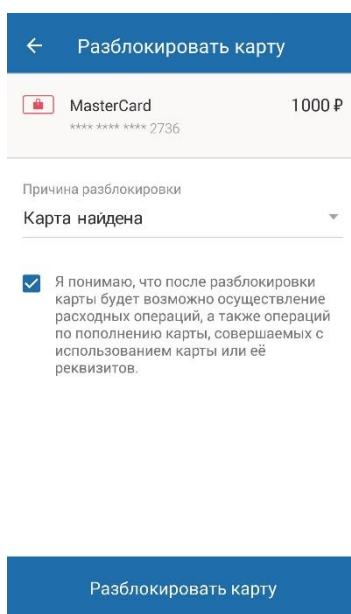 Разблокировать карту
MasterCard 1000 ₽
**** **** **** 2736
Причина разблокировки
Карта найдена
Я понимаю, что после разблокировки
карты будет возможно осуществление
расходных операций, а также операций
по пополнению карты, совершаемых с
использованием карты или её
реквизитов.
Разблокировать карту